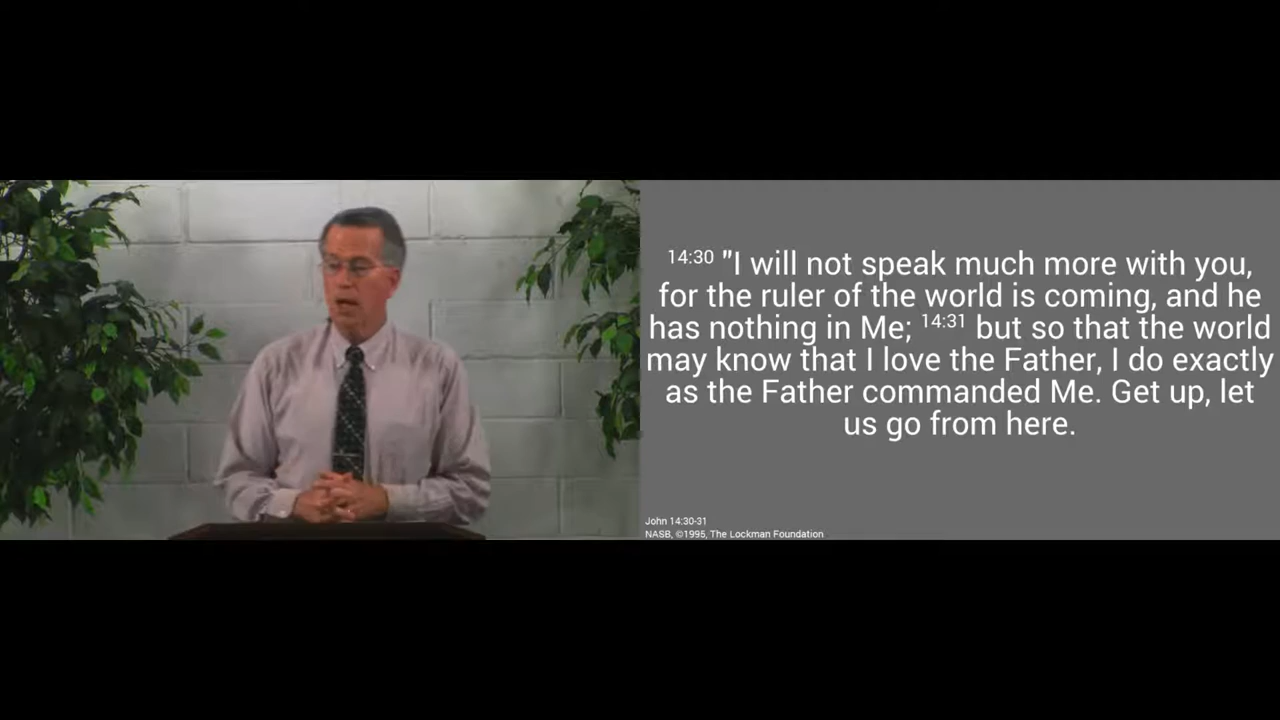 14:30 "I will not speak much more with you,
for the ruler of the world is coming, and he
has nothing in Me; 14:31 but so that the world
may know that I love the Father, I do exactly
as the Father commanded Me. Get up, let
us go from here.
John 14:30-31
NASB, ©1995, The Lockman Foundation